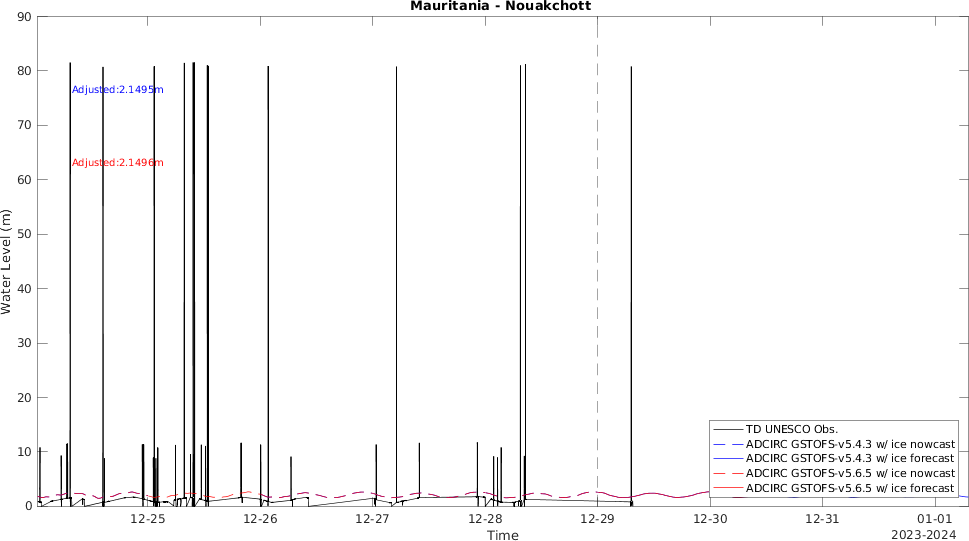 Mauritania - Nouakchott
90
80
70
60
50
40
30
20
10
0
Water Level (m)
Adjusted:2.1495m
Adjusted:2.1496m
TD UNESCO Obs.
ADCIRC GSTOFS-v5.4.3 w/ ice nowcast
ADCIRC GSTOFS-v5.4.3 w/ ice forecast
ADCIRC GSTOFS-v5.6.5 w/ ice nowcast
ADCIRC GSTOFS-v5.6.5 w/ ice forecast
12-25 12-26 12-27 12-28 12-29 12-30 12-31 01-01
Time
2023-2024